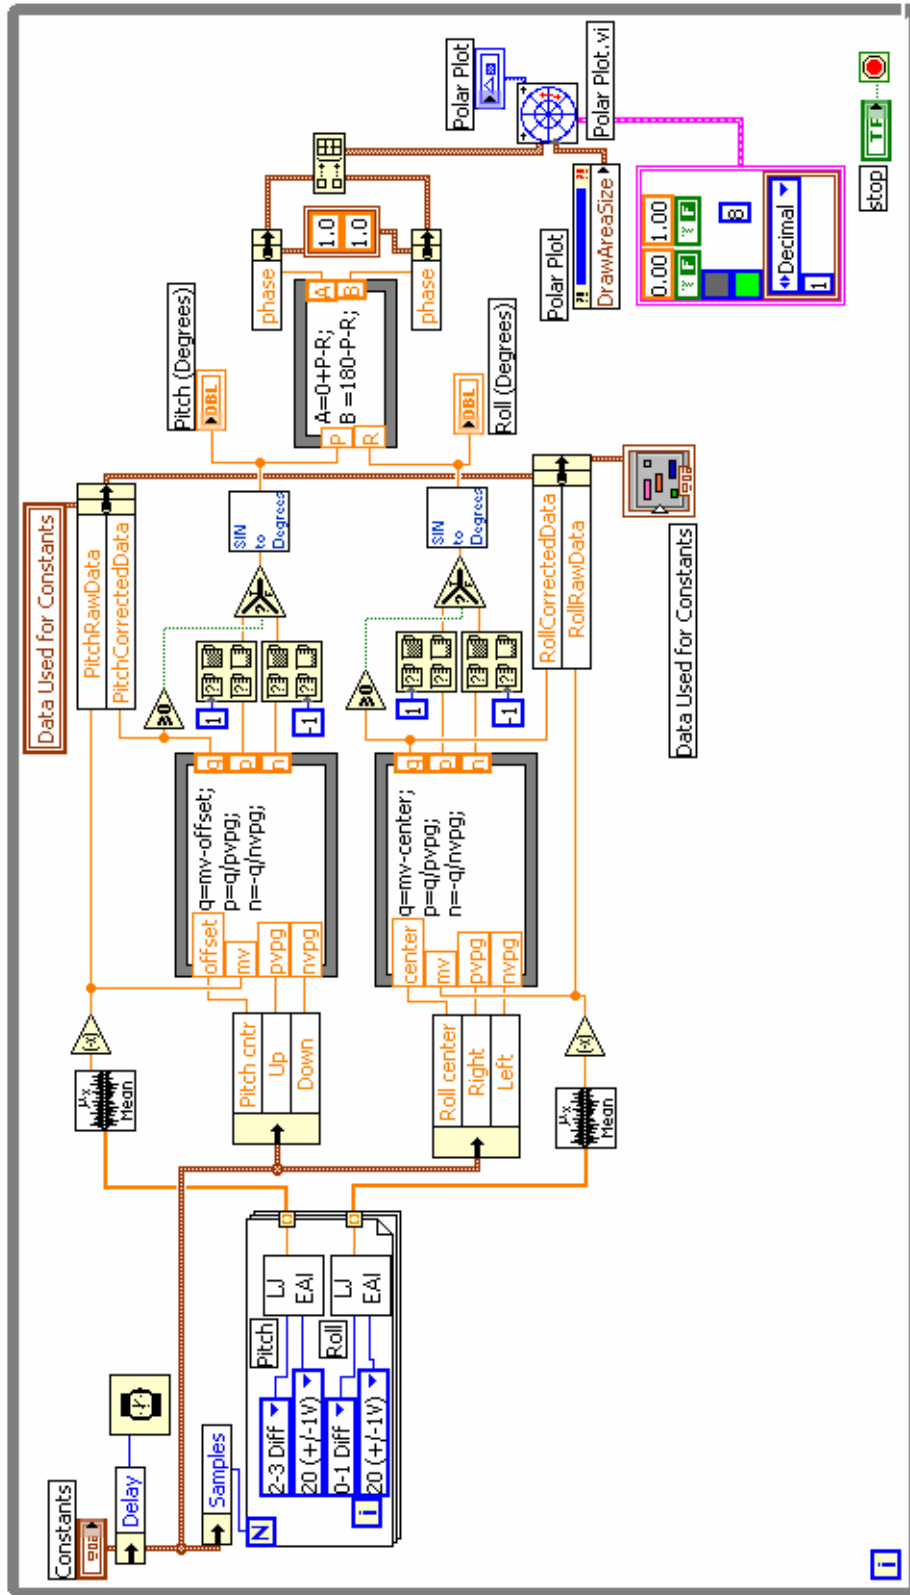 Constants
Delay
Samples
N
2-3 Diff
20 (+/-1V)
0-1 Diff
20 (+/-1V)
i
Pitch
LJ
EAI
Roll
LJ
EAI
Mean
(-x)
Pitch cntr
Up
Down
offset
mv
pvpg
nvpg
q=mv-offset;
p=q/pvpg;
n=-q/nvpg;
q
p
n
Roll center
Right
Left
center
mv
pvpg
nvpg
q=mv-center;
p=q/pvpg;
n=-q/nvpg;
q
p
n
Mean
(-x)
Data Used for Constants
PitchRawData
PitchCorrectedData
≥0
1
-1
SIN
to
Degrees
≥0
1
-1
SIN
to
Degrees
RollCorrectedData
RollRawData
Data Used for Constants
Pitch (Degrees)
DBL
P
R
A=0+P-R;
B =180-P-R;
A
B
Roll (Degrees)
DBL
phase
1.0
1.0
phase
Polar Plot
Polar Plot.vi
Polar Plot
DrawAreaSize
0.00
1.00
F
F
8
Decimal
1
stop
TF
i